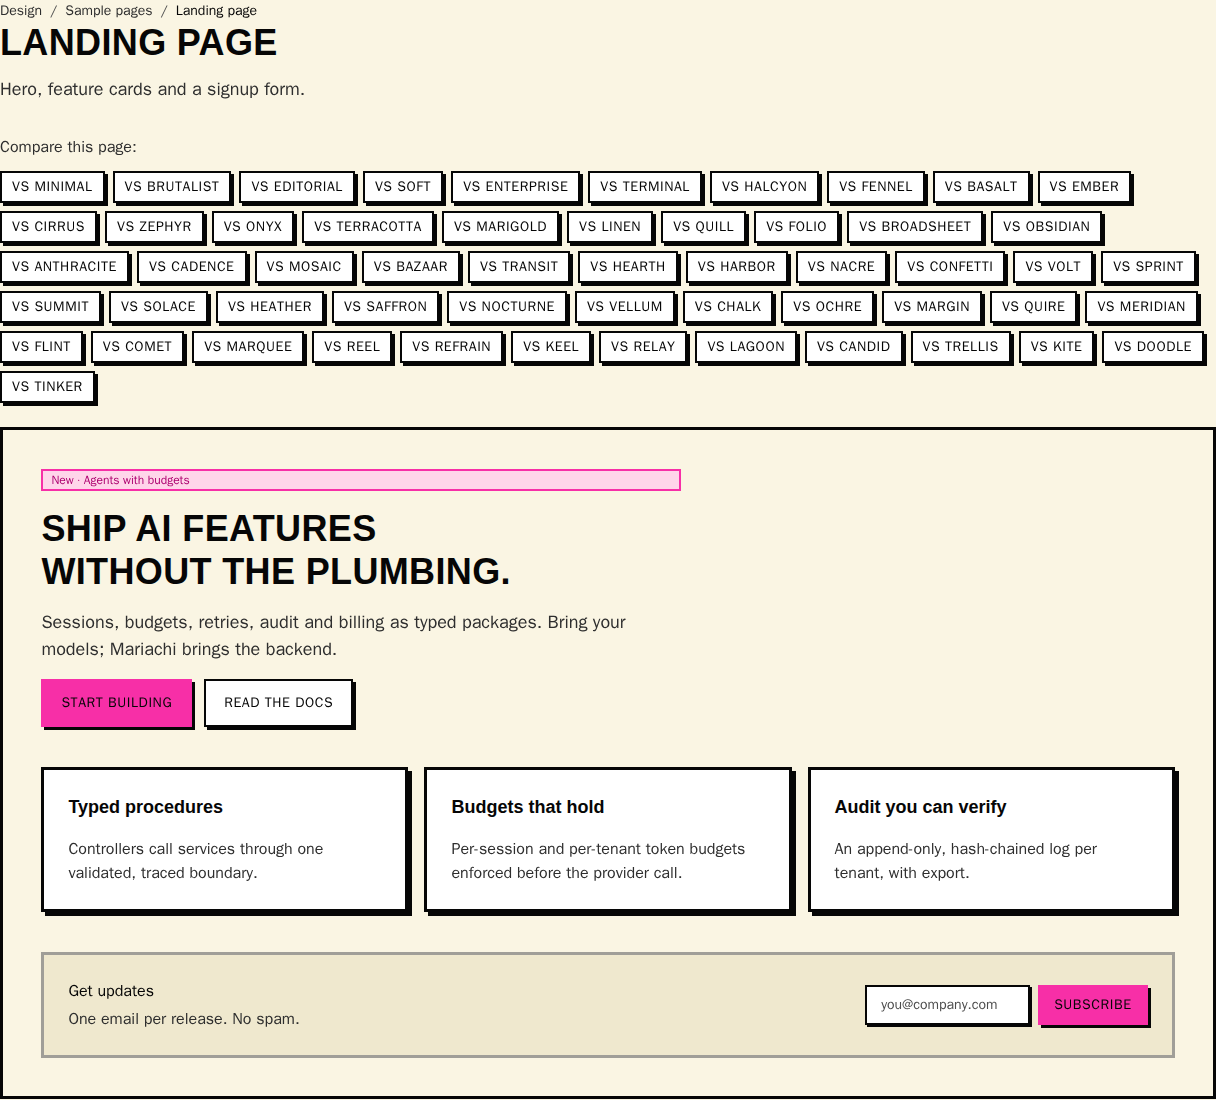 Design / Sample pages / Landing page
LANDING PAGE
Hero, feature cards and a signup form.
Compare this page:
VS MINIMAL VS BRUTALIST VS EDITORIAL VS SOFT VS ENTERPRISE VS TERMINAL VS HALCYON VS FENNEL VS BASALT VS EMBER
VS CIRRUS VS ZEPHYR VS ONYX VS TERRACOTTA VS MARIGOLD VS LINEN VS QUILL VS FOLIO VS BROADSHEET VS OBSIDIAN
VS ANTHRACITE VS CADENCE VS MOSAIC VS BAZAAR VS TRANSIT VS HEARTH VS HARBOR VS NACRE VS CONFETTI VS VOLT VS SPRINT
VS SUMMIT VS SOLACE VS HEATHER VS SAFFRON VS NOCTURNE VS VELLUM VS CHALK VS OCHRE VS MARGIN VS QUIRE VS MERIDIAN
VS FLINT VS COMET VS MARQUEE VS REEL VS REFRAIN VS KEEL VS RELAY VS LAGOON VS CANDID VS TRELLIS VS KITE VS DOODLE
VS TINKER
New · Agents with budgets
SHIP AI FEATURES
WITHOUT THE PLUMBING.
Sessions, budgets, retries, audit and billing as typed packages. Bring your
models; Mariachi brings the backend.
START BUILDING READ THE DOCS
Typed procedures
Controllers call services through one
validated, traced boundary.
Budgets that hold
Per-session and per-tenant token budgets
enforced before the provider call.
Audit you can verify
An append-only, hash-chained log per
tenant, with export.
Get updates
One email per release. No spam.
you@company.com SUBSCRIBE